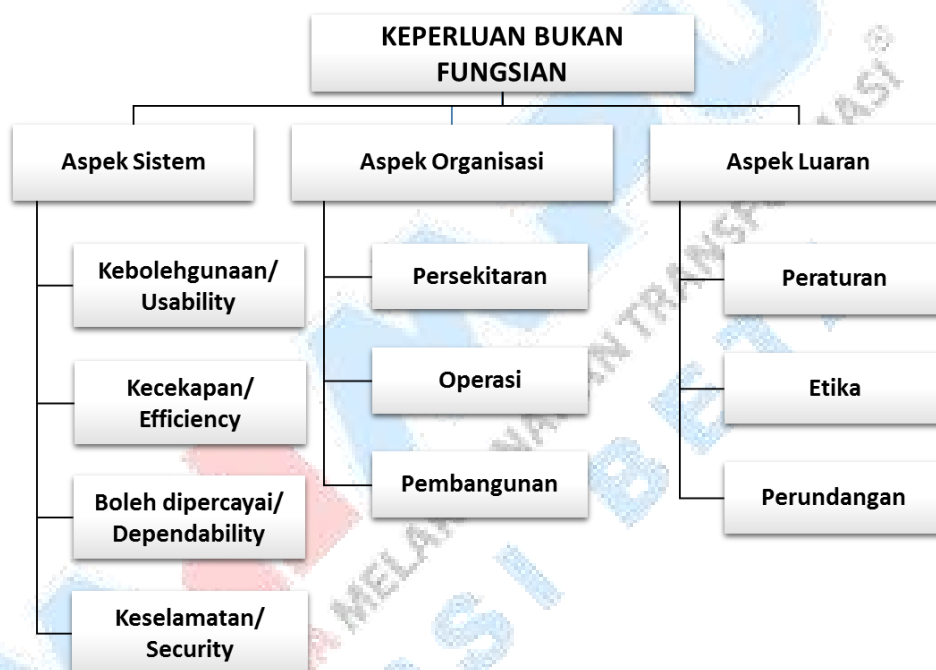 KEPERLUAN BUKAN
FUNGSIAN
Aspek Sistem
Kebolehgunaan/
Usability
Kecekapan/
Efficiency
Boleh dipercayai/
Dependability
Keselamatan/
Security
Aspek Organisasi
Persekitaran
Operasi
Pembangunan
Aspek Luaran
Peraturan
Etika
Perundangan